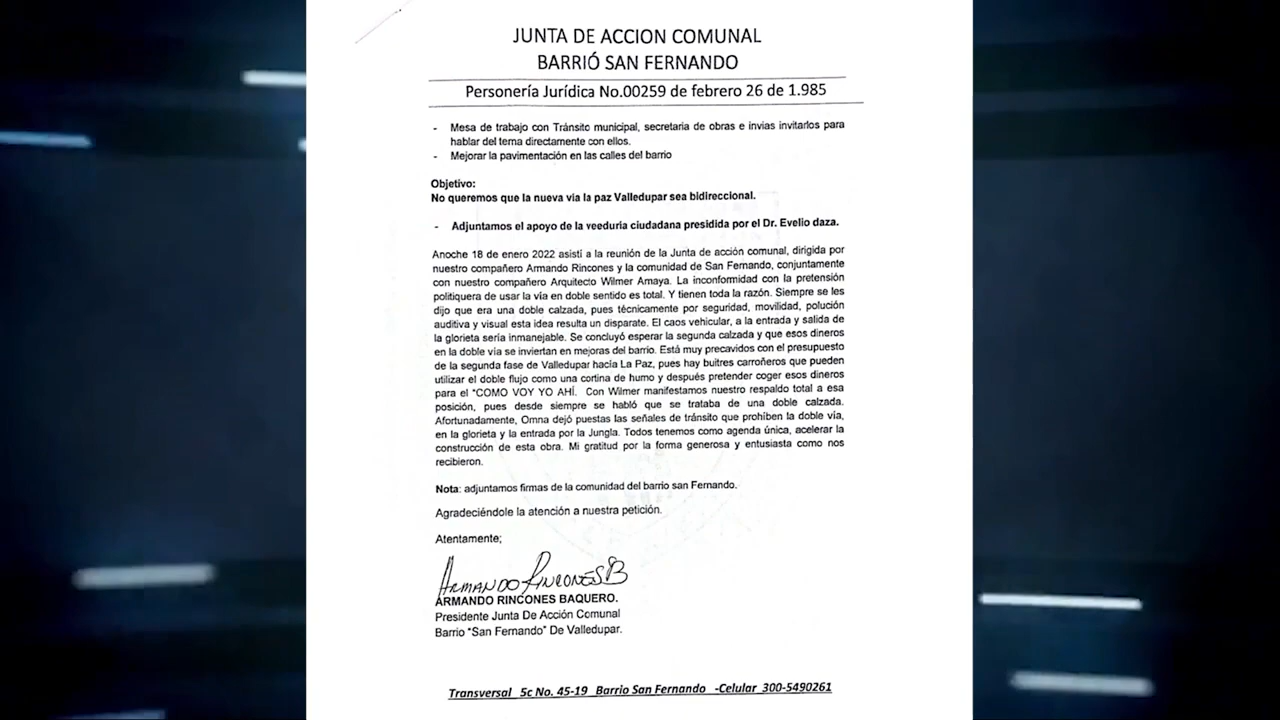 JUNTA DE ACCION COMUNAL
BARRIÓ SAN FERNANDO
Personería Jurídica No.00259 de febrero 26 de 1.985
- Mesa de trabajo con Tránsito municipal, secretaria de obras e invias invitarlos para
hablar del tema directamente con ellos.
- Mejorar la pavimentación en las calles del barrio
Objetivo:
No queremos que la nueva via la paz Valledupar sea bidireccional.
- Adjuntamos el apoyo de la veeduria ciudadana presidida por el Dr. Evelio daza.
Anoche 18 de enero 2022 asistí a la reunión de la Junta de acción comunal, dirigida por
nuestro compañero Armando Rincones y la comunidad de San Fernando, conjuntamente
con nuestro compañero Arquitecto Wilmer Amaya. La inconformidad con la pretensión
politiquera de usar la vía en doble sentido es total. Y tienen toda la razón. Siempre se les
dijo que era una doble calzada, pues técnicamente por seguridad, movilidad, polución
auditiva y visual esta idea resulta un disparate. El caos vehicular, a la entrada y salida de
la glorieta sería inmanejable. Se concluyó esperar la segunda calzada y que esos dineros
en la doble vía se inviertan en mejoras del barrio. Está muy precavidos con el presupuesto
de la segunda fase de Valledupar hacía La Paz, pues hay buitres carroñeros que pueden
utilizar el doble flujo como una cortina de humo y después pretender coger esos dineros
para el "COMO VOY YO AHÍ. Con Wilmer manifestamos nuestro respaldo total a esa
posición, pues desde siempre se habló que se trataba de una doble calzada.
Afortunadamente, Omna dejó puestas las señales de tránsito que prohíben la doble vía,
en la glorieta y la entrada por la Jungla. Todos tenemos como agenda única, acelerar la
construcción de esta obra. Mi gratitud por la forma generosa y entusiasta como nos
recibieron.
Nota: adjuntamos firmas de la comunidad del barrio san Fernando.
Agradeciéndole la atención a nuestra petición.
Atentamente;
ARMANDO RINCONES B
ARMANDO RINCONES BAQUERO.
Presidente Junta De Acción Comunal
Barrio "San Fernando" De Valledupar.
Transversal 5c No. 45-19 Barrio San Fernando -Celular 300-5490261